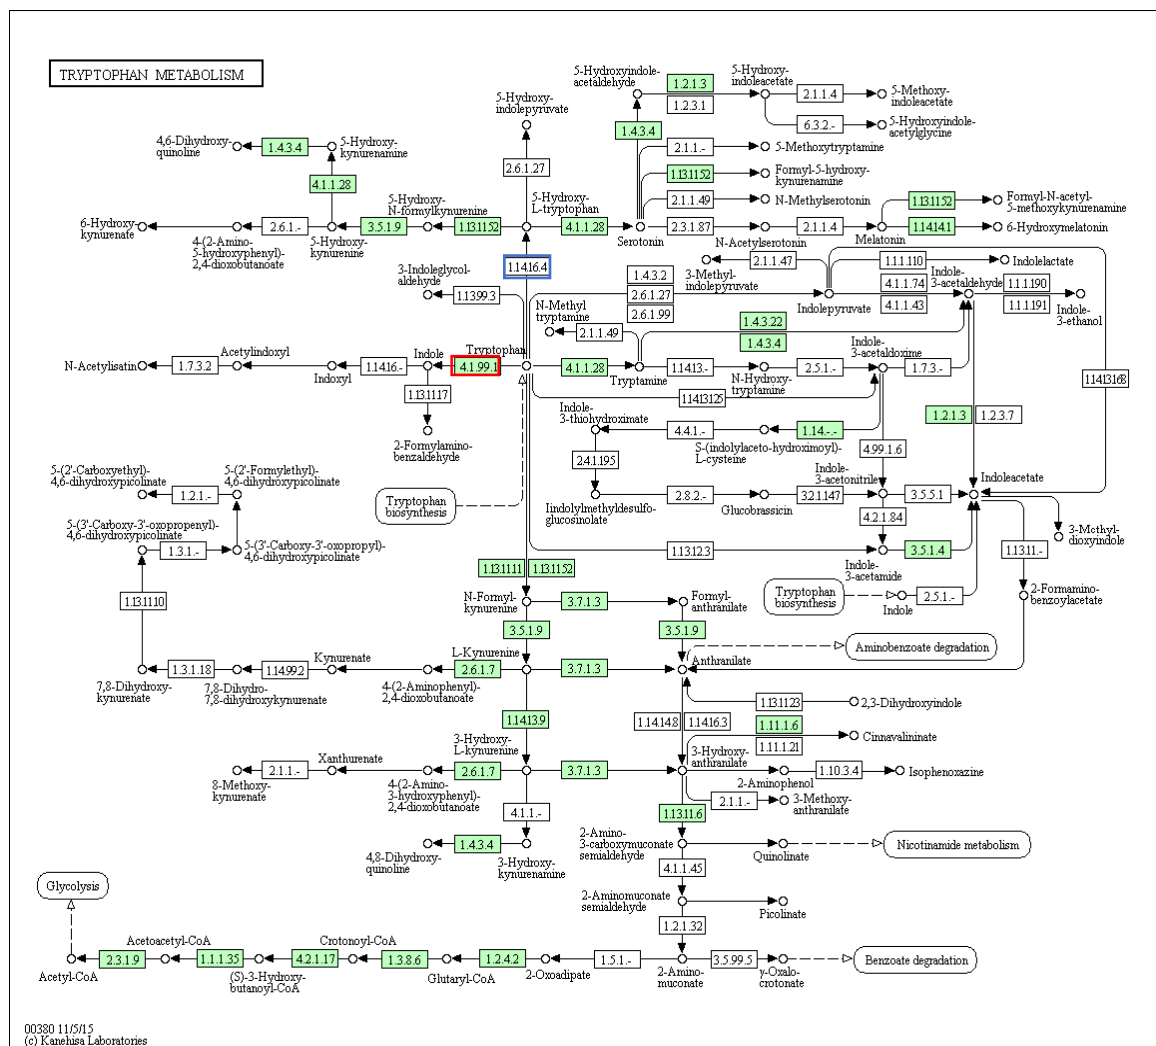 TRYPTOPHAN METABOLISM
5-Hydroxyindole-
acetaldehyde
1.2.1.3
1.2.3.1
5-Hydroxy-
indoleacetate
2.1.1.4
5-Methoxy-
indoleacetate
6.3.2.-
5-Hydroxyindole-
acetylglycine
5-Hydroxy-
indolepyruvate
1.4.3.4
2.1.1.-
5-Methoxytryptamine
4,6-Dihydroxy-
quinoline
1.4.3.4
5-Hydroxy-
kynurenamine
2.6.1.27
1.13.11.52
Formyl-5-hydroxy-
kynurenamine
4.1.1.28
5-Hydroxy-
N-formylkynurenine
5-Hydroxy-
L-tryptophan
2.1.1.49
N-Methylserotonin
1.13.11.52
Formyl-N-acetyl-
5-methoxykynurenamine
6-Hydroxy-
kynurenate
2.6.1.-
3.5.1.9
1.13.11.52
4.1.1.28
2.3.1.87
2.1.1.4
1.14.14.1
6-Hydroxymelatonin
4-(2-Amino-
5-hydroxyphenyl)-
2,4-dioxobutanoate
5-Hydroxy-
kynurenine
Serotonin
Melatonin
N-Acetylserotonin
1.14.16.4
3-Indoleglycol-
aldehyde
1.13.99.3
1.4.3.2
2.6.1.27
2.6.1.99
3-Methyl-
indolepyruvate
2.1.1.47
1.1.1.110
Indolelactate
Indolepyruvate
4.1.1.74
4.1.1.43
Indole-
3-acetaldehyde
1.1.1.190
1.1.1.191
Indole-
3-ethanol
N-Methyl
tryptamine
2.1.1.49
1.4.3.22
1.4.3.4
N-Acetylisatin
1.7.3.2
Acetylindoxyl
Indoxyl
1.14.16.-
Indole
4.1.99.1
Tryptophan
4.1.1.28
Tryptamine
1.14.13.-
N-Hydroxy-
tryptamine
2.5.1.-
Indole-
3-acetaldoxime
1.7.3.-
1.14.13.168
1.13.11.17
2-Formylamino-
benzaldehyde
1.14.13.125
Indole-
3-thiohydroximate
4.4.1.-
1.14.-.-
S-(indolylaceto-hydroximoyl)-
L-cysteine
1.2.1.3
1.2.3.7
2.4.1.195
4.99.1.6
Indole-
3-acetonitrile
Indoleacetate
Iindolylmethyldesulfo-
glucosinolate
2.8.2.-
Glucobrassicin
3.2.1.147
3.5.5.1
4.2.1.84
Tryptophan
biosynthesis
5-(2'-Carboxyethyl)-
4,6-dihydroxypicolinate
1.2.1.-
5-(2'-Formylethyl)-
4,6-dihydroxypicolinate
5-(3'-Carboxy-3'-oxopropenyl)-
4,6-dihydroxypicolinate
1.3.1.-
5-(3'-Carboxy-3'-oxopropyl)-
4,6-dihydroxypicolinate
1.13.12.3
Indole-
3-acetamide
3.5.1.4
1.13.11.-
3-Methyl-
dioxyindole
1.13.11.11
1.13.11.52
Tryptophan
biosynthesis
Indole
2.5.1.-
2-Formamino-
benzoylacetate
1.13.11.10
N-Formyl-
kynurenine
3.7.1.3
Formyl-
anthranilate
3.5.1.9
3.5.1.9
Aminobenzoate degradation
1.3.1.18
7,8-Dihydroxy-
kynurenate
1.14.99.2
7,8-Dihydro-
7,8-dihydroxykynurenate
Kynurenate
2.6.1.7
4-(2-Aminophenyl)-
2,4-dioxobutanoate
L-Kynurenine
3.7.1.3
Anthranilate
1.14.13.9
1.14.14.8
1.14.16.3
1.13.11.23
2,3-Dihydroxyindole
1.11.1.6
1.11.1.21
Cinnavalininate
2.1.1.-
8-Methoxy-
kynurenate
Xanthurenate
2.6.1.7
4-(2-Amino-
3-hydroxyphenyl)-
2,4-dioxobutanoate
3-Hydroxy-
L-kynurenine
3.7.1.3
3-Hydroxy-
anthranilate
2-Aminophenol
1.10.3.4
Isophenoxazine
4.1.1.-
1.13.11.6
2.1.1.-
3-Methoxy-
anthranilate
4,8-Dihydroxy-
quinoline
1.4.3.4
3-Hydroxy-
kynurenamine
2-Amino-
3-carboxymuconate
semialdehyde
Quinolinate
Nicotinamide metabolism
4.1.1.45
2-Aminomuconate
semialdehyde
Picolinate
1.2.1.32
Glycolysis
Acetyl-CoA
2.3.1.9
Acetoacetyl-CoA
1.1.1.35
(S)-3-Hydroxy-
butanoyl-CoA
4.2.1.17
Crotonoyl-CoA
1.3.8.6
Glutaryl-CoA
1.2.4.2
2-Oxoadipate
1.5.1.-
2-Amino-
muconate
3.5.99.5
γ-Oxalo-
crotonate
Benzoate degradation
00380 11/5/15
(c) Kanehisa Laboratories